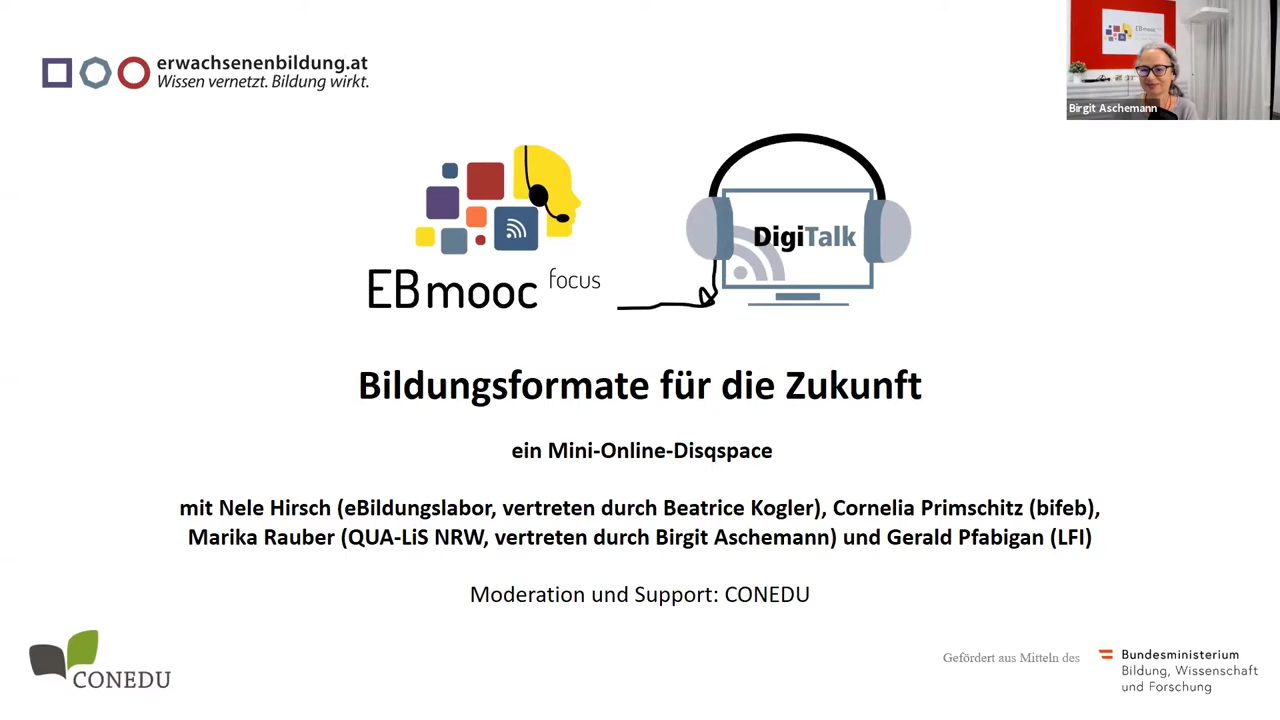 erwachsenenbildung.at
Wissen vernetzt. Bildung wirkt.
EBmooc
Birgit Aschemann
EBmooc focus
DigiTalk
Bildungsformate für die Zukunft
ein Mini-Online-Disqspace
mit Nele Hirsch (eBildungslabor, vertreten durch Beatrice Kogler), Cornelia Primschitz (bifeb),
Marika Rauber (QUA-LiS NRW, vertreten durch Birgit Aschemann) und Gerald Pfabigan (LFI)
Moderation und Support: CONEDU
CONEDU
Gefördert aus Mitteln des
Bundesministerium
Bildung, Wissenschaft
und Forschung